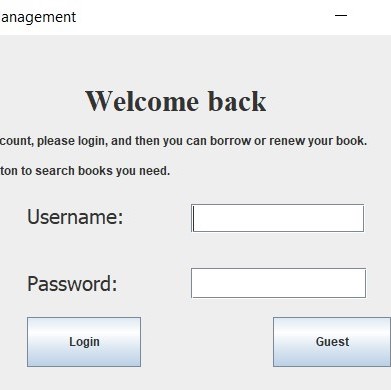 anagement
Welcome back
count, please login, and then you can borrow or renew your book.
ton to search books you need.
Username:
Password:
Login Guest